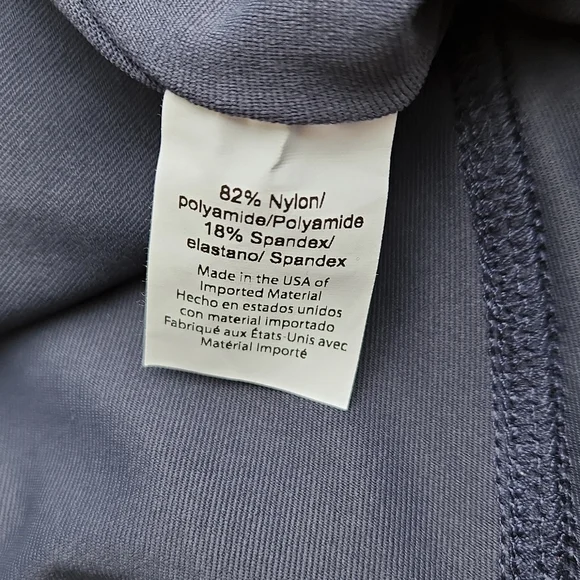 82% Nylon/
polyamide/Polyamide
18% Spandex/
elastano/ Spandex
Made in the USA of
Imported Material
Hecho en estados unidos
con material importado
Fabriqué aux États-Unis avec
Matérial Importé